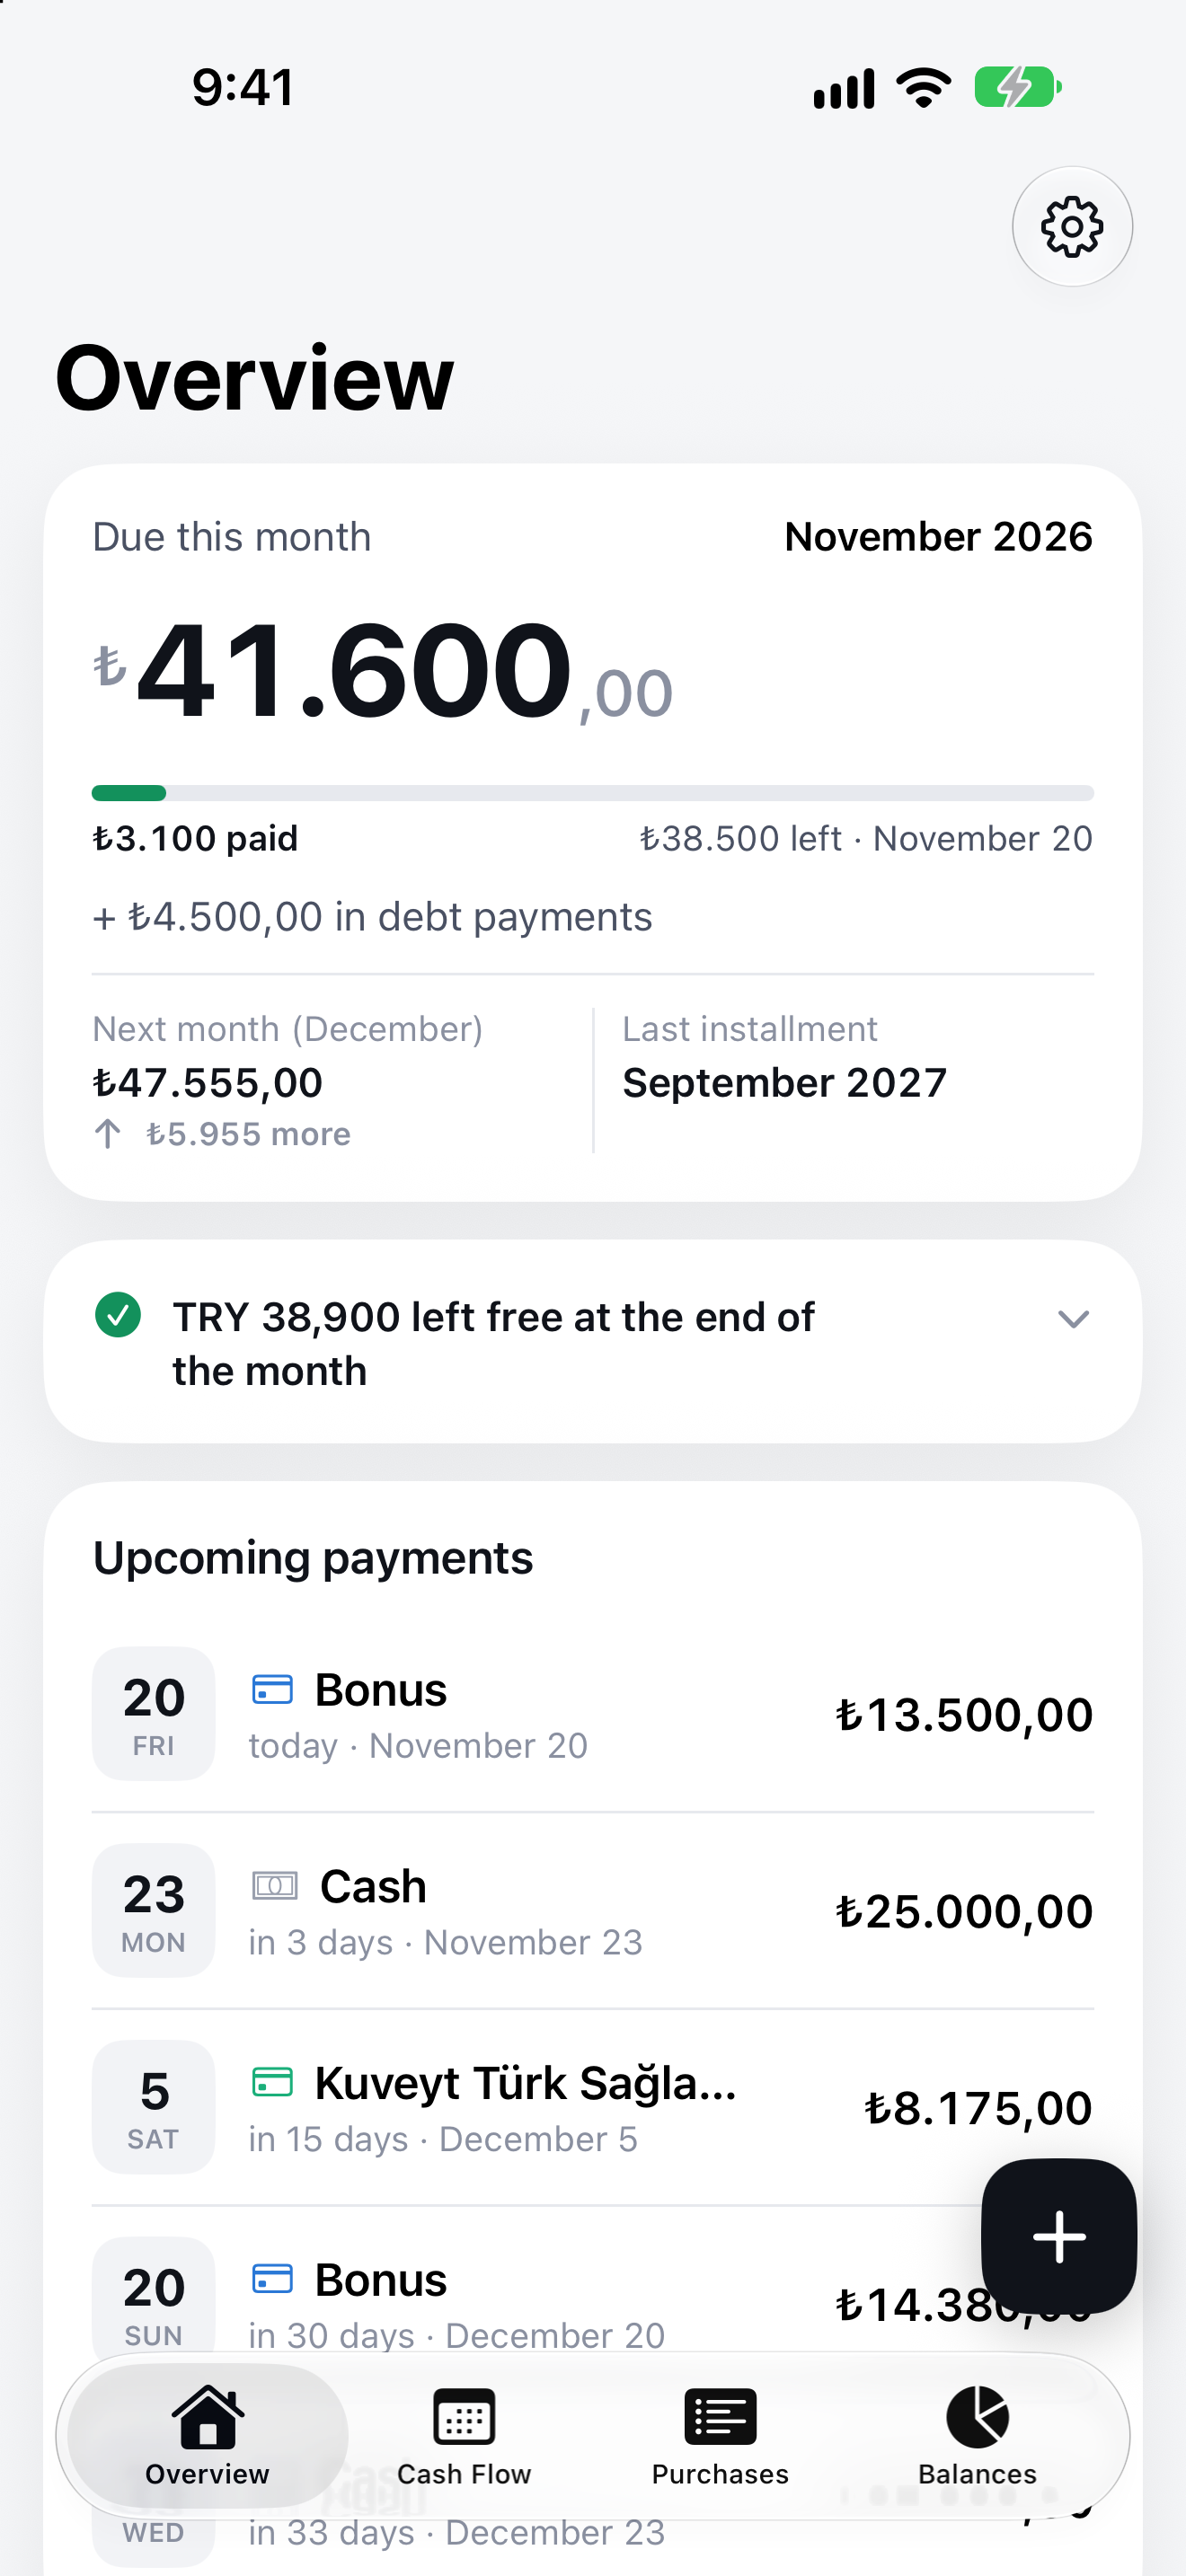 9:41
Overview
Due this month November 2026
₺41.600,00
₺3.100 paid ₺38.500 left · November 20
+ ₺4.500,00 in debt payments
Next month (December) Last installment
₺47.555,00 September 2027
↑ ₺5.955 more
TRY 38,900 left free at the end of
the month
Upcoming payments
20 Bonus ₺13.500,00
FRI today · November 20
23 Cash ₺25.000,00
MON in 3 days · November 23
5 Kuveyt Türk Sağla... ₺8.175,00
SAT in 15 days · December 5
20 Bonus
SUN in 30 days · December 20
Overview Cash Flow Purchases Balances
WED in 33 days · December 23